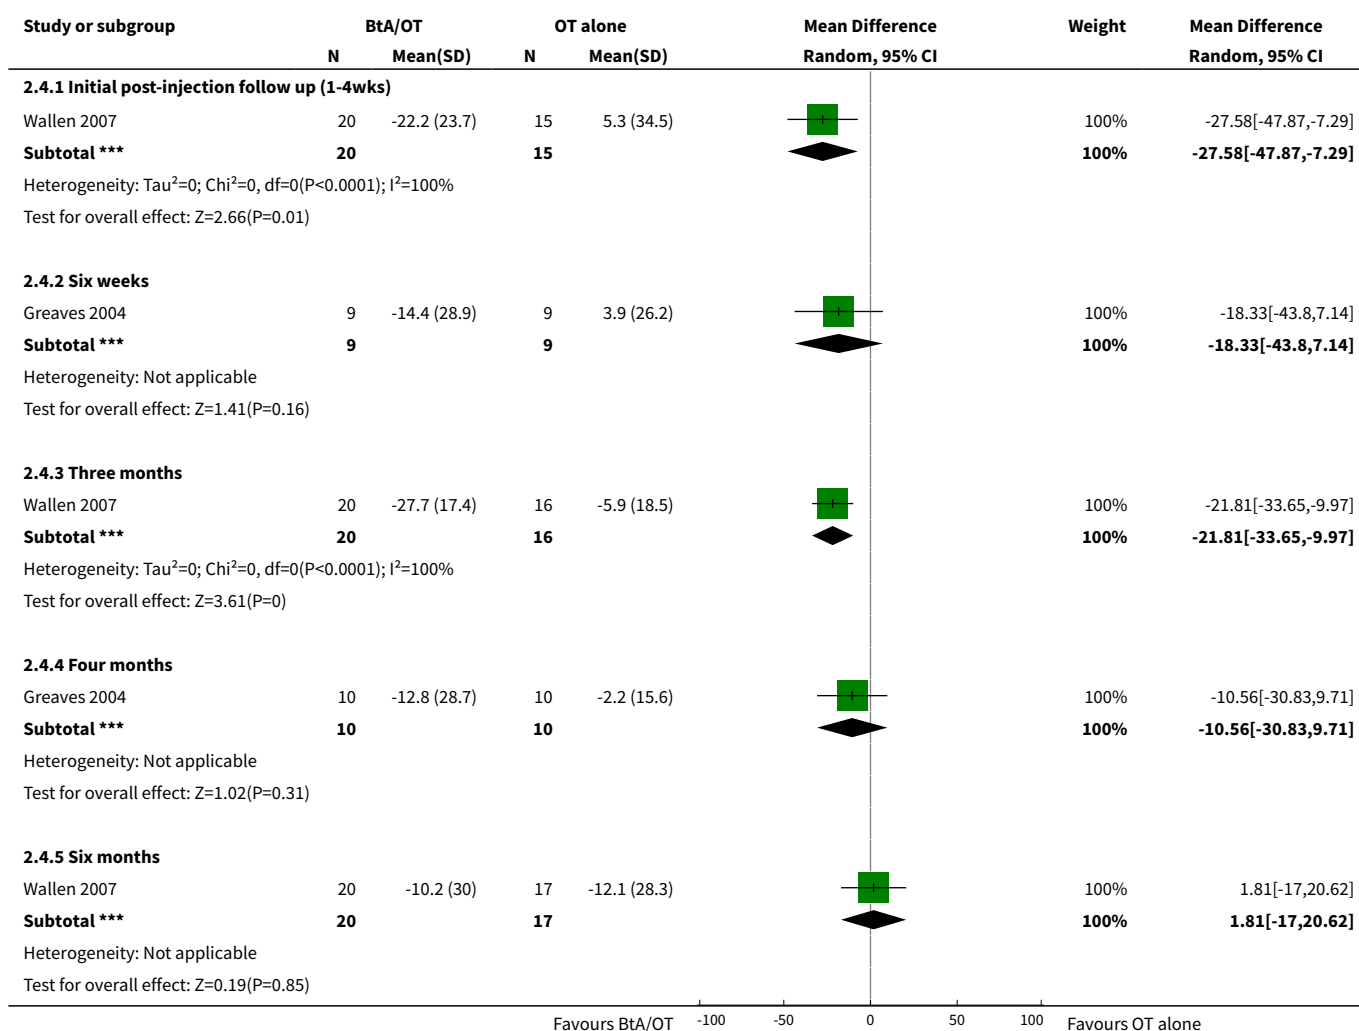 Study or subgroup BtA/OT OT alone Mean Difference Weight Mean Difference
N Mean(SD) N Mean(SD) Random, 95% CI Random, 95% CI
2.4.1 Initial post-injection follow up (1-4wks)
Wallen 2007 20 -22.2 (23.7) 15 5.3 (34.5) 100% -27.58[-47.87,-7.29]
Subtotal *** 20 15 100% -27.58[-47.87,-7.29]
Heterogeneity: Tau²=0; Chi²=0, df=0(P<0.0001); I²=100%
Test for overall effect: Z=2.66(P=0.01)
2.4.2 Six weeks
Greaves 2004 9 -14.4 (28.9) 9 3.9 (26.2) 100% -18.33[-43.8,7.14]
Subtotal *** 9 9 100% -18.33[-43.8,7.14]
Heterogeneity: Not applicable
Test for overall effect: Z=1.41(P=0.16)
2.4.3 Three months
Wallen 2007 20 -27.7 (17.4) 16 -5.9 (18.5) 100% -21.81[-33.65,-9.97]
Subtotal *** 20 16 100% -21.81[-33.65,-9.97]
Heterogeneity: Tau²=0; Chi²=0, df=0(P<0.0001); I²=100%
Test for overall effect: Z=3.61(P=0)
2.4.4 Four months
Greaves 2004 10 -12.8 (28.7) 10 -2.2 (15.6) 100% -10.56[-30.83,9.71]
Subtotal *** 10 10 100% -10.56[-30.83,9.71]
Heterogeneity: Not applicable
Test for overall effect: Z=1.02(P=0.31)
2.4.5 Six months
Wallen 2007 20 -10.2 (30) 17 -12.1 (28.3) 100% 1.81[-17,20.62]
Subtotal *** 20 17 100% 1.81[-17,20.62]
Heterogeneity: Not applicable
Test for overall effect: Z=0.19(P=0.85)
Favours BtA/OT -100 -50 0 50 100 Favours OT alone